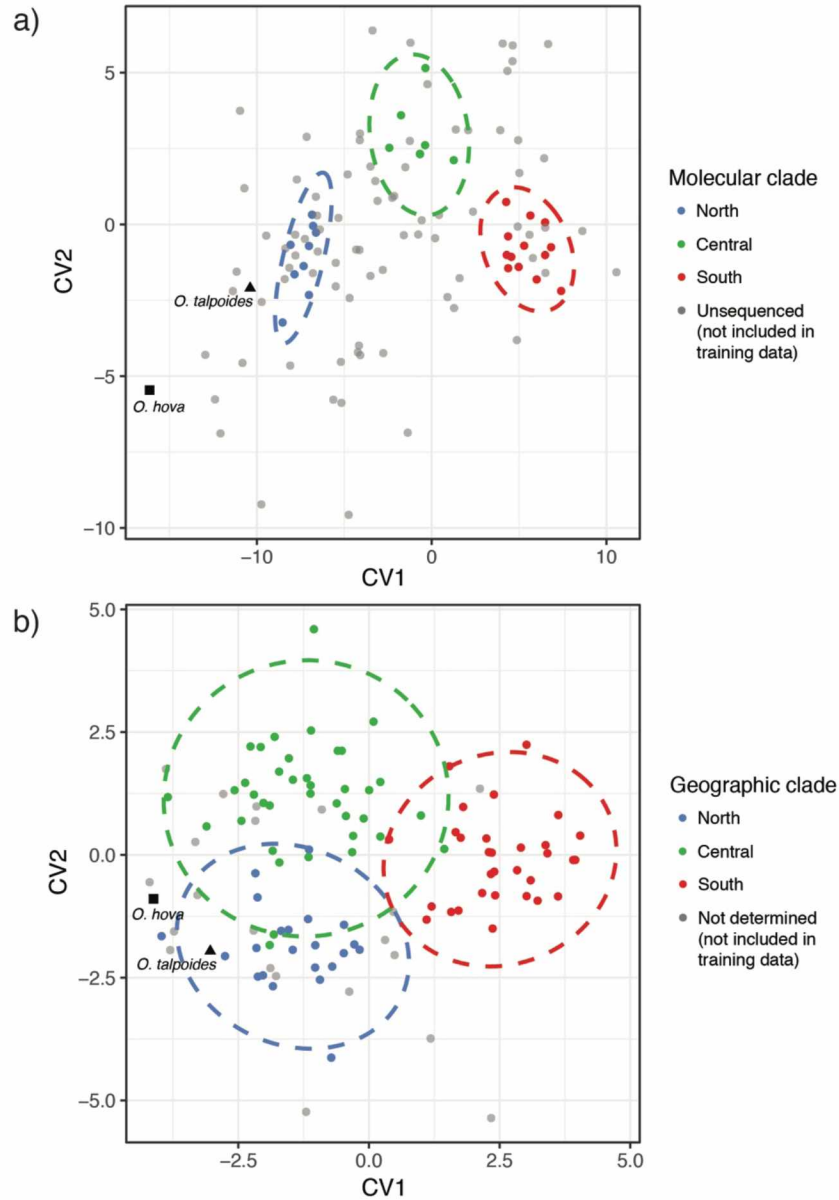 a)
5
0
−5
−10
CV2
O. talpoides
O. hova
−10
0
10
CV1
Molecular clade
North
Central
South
Unsequenced
(not included in
training data)
b)
5.0
2.5
0.0
−2.5
−5.0
CV2
O. hova
O. talpoides
−2.5
0.0
2.5
5.0
CV1
Geographic clade
North
Central
South
Not determined
(not included in
training data)